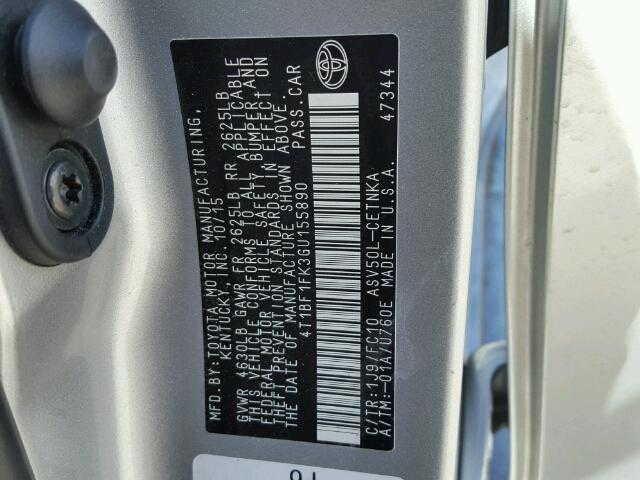 MFD.BY:TOYOTA MOTOR MANUFACTURING,
KENTUCKY, INC. 10/15
GVWR 4630LB GAWR FR 2625LB RR 2625LB
THIS VEHICLE CONFORMS TO ALL APPLICABLE
FEDERAL MOTOR VEHICLE SAFETY, BUMPER, AND
THEFT PREVENTION STANDARDS IN EFFECT ON
THE DATE OF MANUFACTURE SHOWN ABOVE.
4T1BF1FK3GU155890 PASS.CAR
C/TR:1J9/FC10 ASV50L-CETNKA
A/TM:-01A/U760E MADE IN U.S.A. 47344